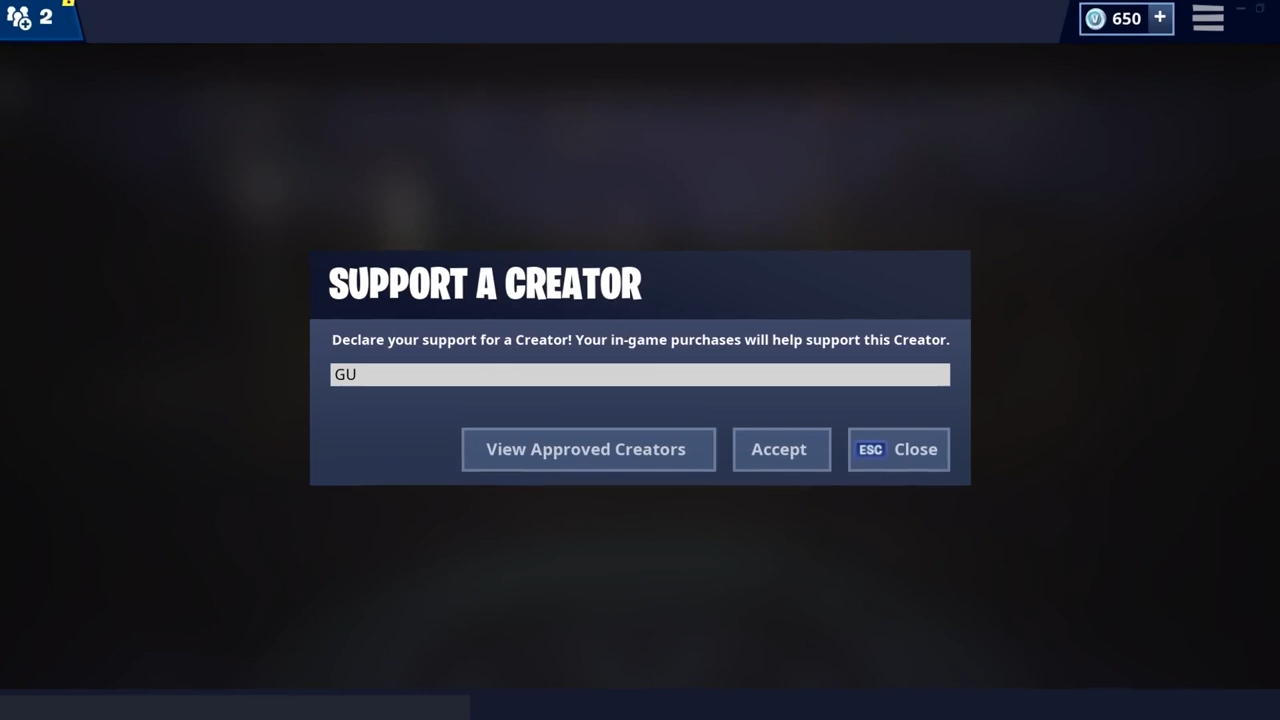 2
650 +
SUPPORT A CREATOR
Declare your support for a Creator! Your in-game purchases will help support this Creator.
GU
View Approved Creators
Accept
ESC Close